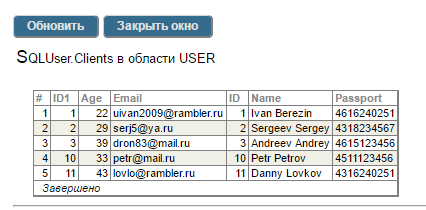 Обновить Закрыть окно
SQLUser.Clients в области USER
# ID1 Age Email ID Name Passport
1 1 22 uivan2009@rambler.ru 1 Ivan Berezin 4616240251
2 2 29 serj5@ya.ru 2 Sergeev Sergey 4318234567
3 3 39 dron83@mail.ru 3 Andreev Andrey 4615123456
4 10 33 petr@mail.ru 10 Petr Petrov 4511123456
5 11 43 lovlo@rambler.ru 11 Danny Lovkov 4316240251
Завершено